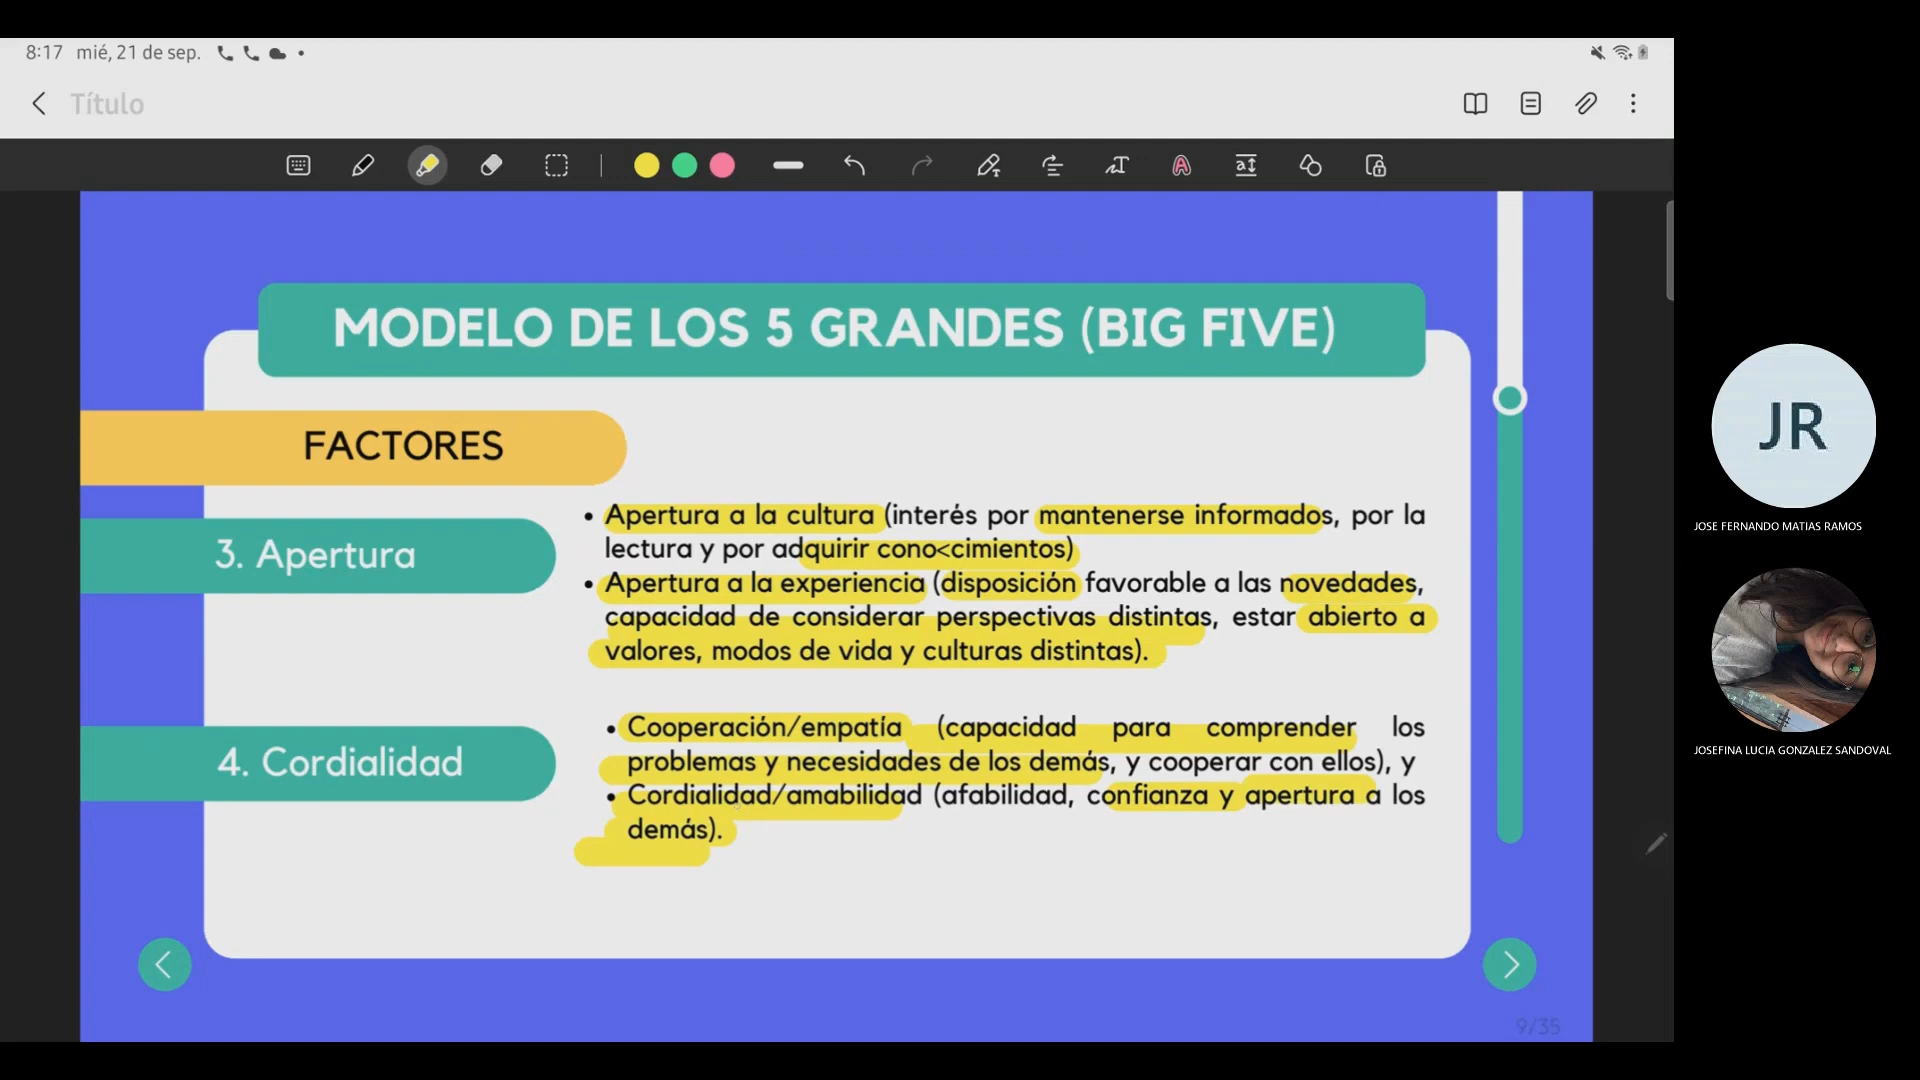 8:17 mié, 21 de sep.
Título
MODELO DE LOS 5 GRANDES (BIG FIVE)
FACTORES
3. Apertura
• Apertura a la cultura (interés por mantenerse informados, por la
lectura y por adquirir cono<cimientos)
• Apertura a la experiencia (disposición favorable a las novedades,
capacidad de considerar perspectivas distintas, estar abierto a
valores, modos de vida y culturas distintas).
4. Cordialidad
• Cooperación/empatía (capacidad para comprender los
problemas y necesidades de los demás, y cooperar con ellos), y
• Cordialidad/amabilidad (afabilidad, confianza y apertura a los
demás).
9/35
JR
JOSE FERNANDO MATIAS RAMOS
JOSEFINA LUCIA GONZALEZ SANDOVAL